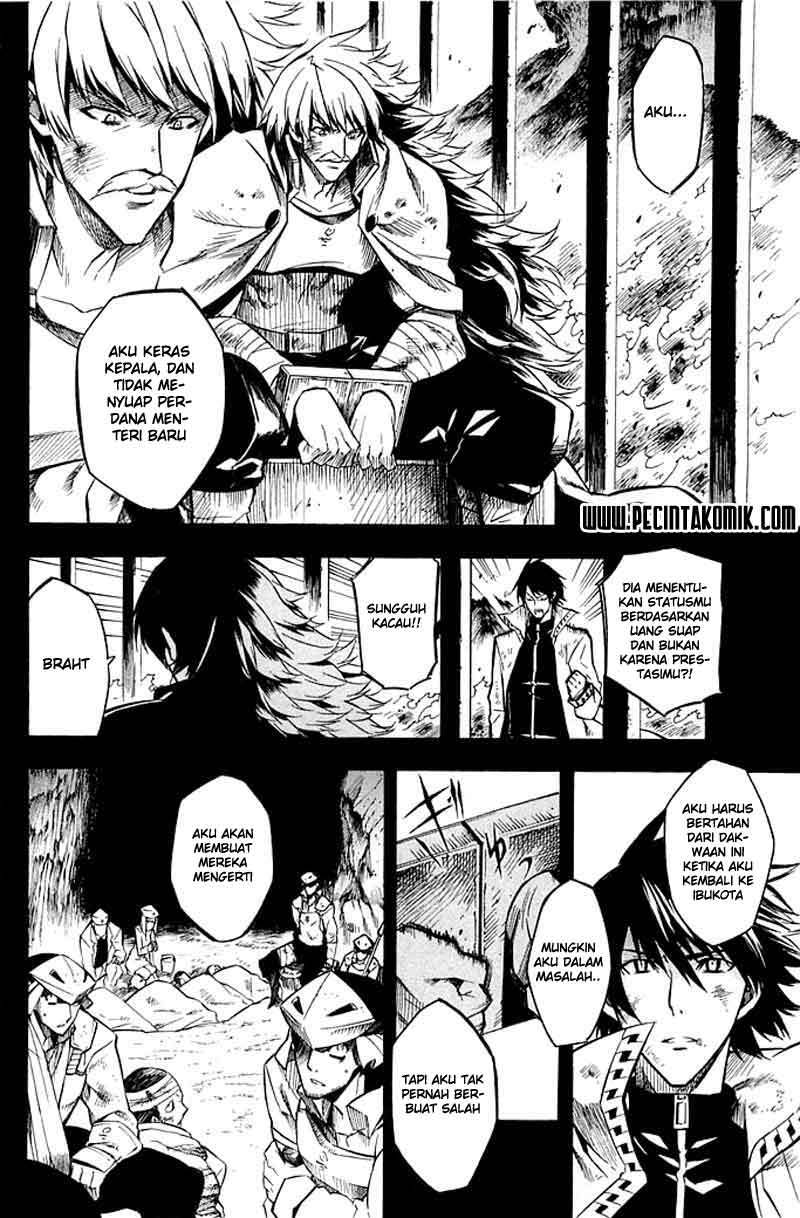 AKU...
AKU KERAS
KEPALA, DAN
TIDAK ME-
NYUAP PER-
DANA MEN-
TERI BARU
WWW.PECINTAKOMIK.COM
DIA MENENTU-
KAN STATUSMU
BERDASARKAN
UANG SUAP
DAN BUKAN
KARENA PRES-
TASIMU?!
SUNGGUH
KACAU!!
BRAHT
AKU HARUS
BERTAHAN
DARI DAK-
WAAN INI
KETIKA AKU
KEMBALI KE
IBUKOTA
MUNGKIN
AKU DALAM
MASALAH..
TAPI AKU TAK
PERNAH BER-
BUAT SALAH
AKU AKAN
MEMBUAT
MEREKA
MENGERTI